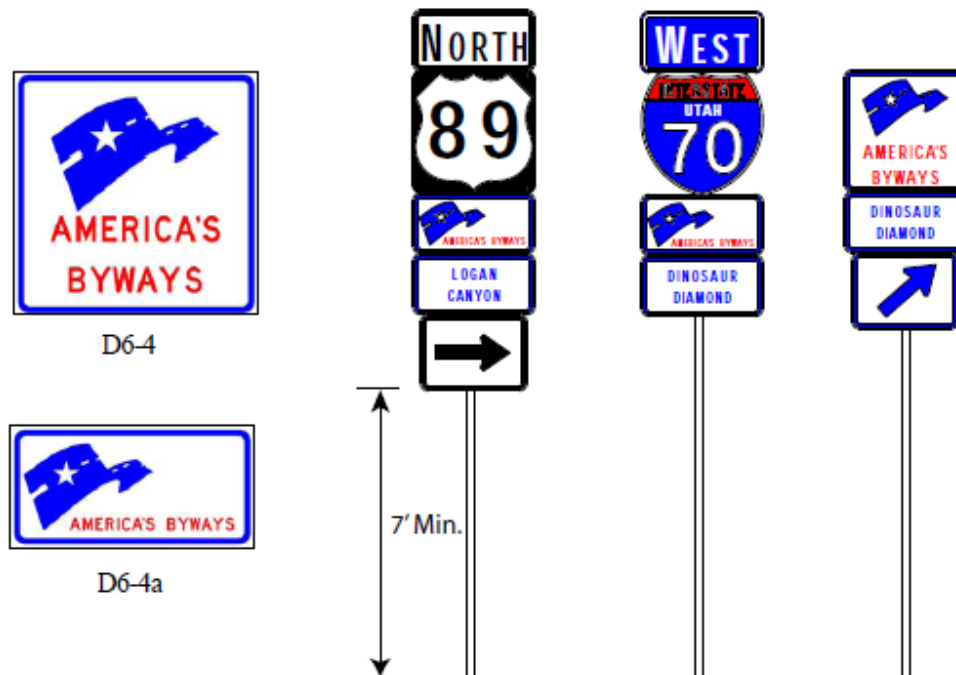 AMERICA'S
BYWAYS
D6-4
AMERICA'S BYWAYS
D6-4a
NORTH
89
AMERICA'S BYWAYS
LOGAN
CANYON
7' Min.
WEST
INTERSTATE
UTAH
70
AMERICA'S BYWAYS
DINOSAUR
DIAMOND
AMERICA'S
BYWAYS
DINOSAUR
DIAMOND